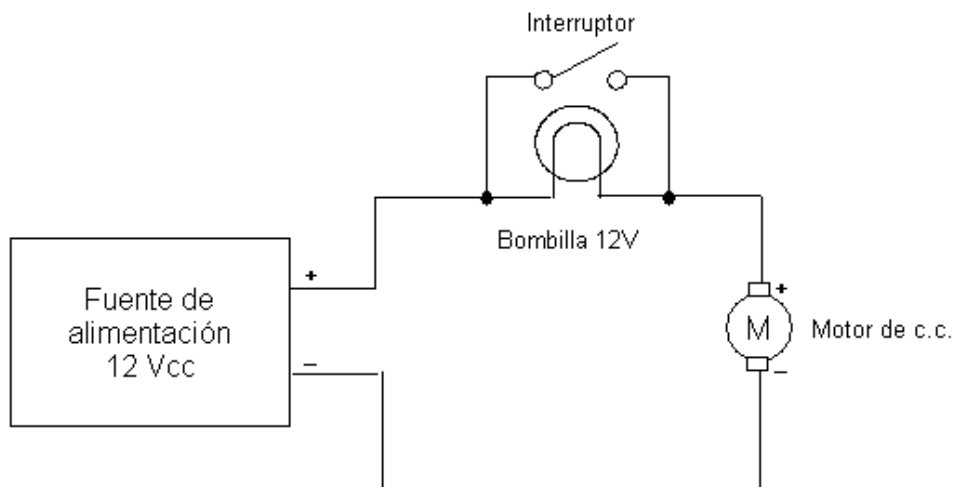 Interruptor
Bombilla 12V
+
Fuente de
alimentación
12 Vcc
–
+
M
Motor de c.c.
–